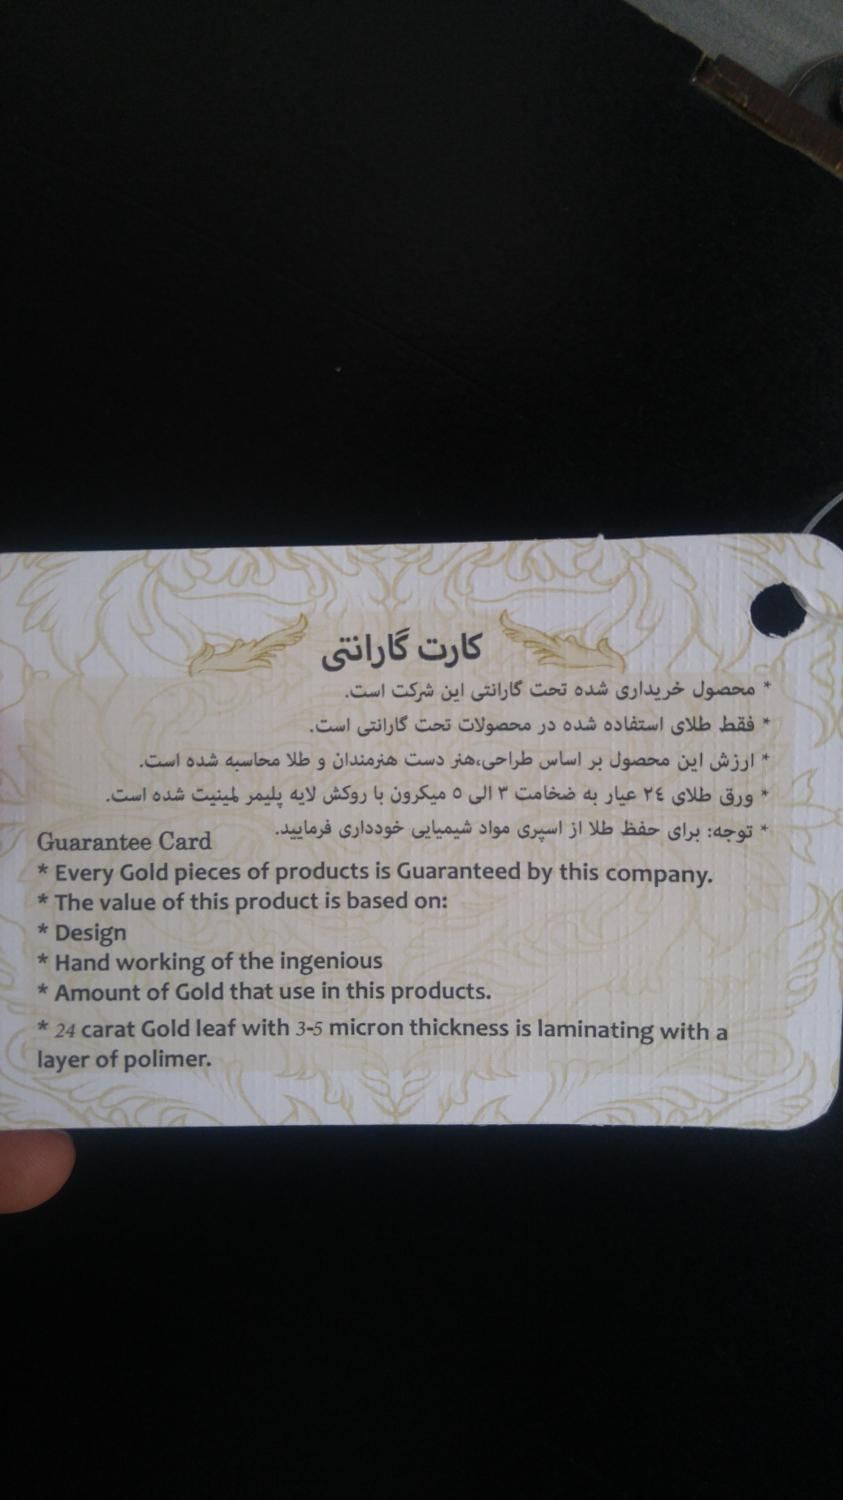 کارت گارانتی
* محصول خریداری شده تحت گارانتی این شرکت است.
* فقط طلای استفاده شده در محصولات تحت گارانتی است.
* ارزش این محصول بر اساس طراحی،هنر دست هنرمندان و طلا محاسبه شده است.
* ورق طلای ٢٤ عیار به ضخامت ٣ الی ٥ میکرون با روکش لایه پلیمر لمینیت شده است.
* توجه: برای حفظ طلا از اسپری مواد شیمیایی خودداری فرمایید.
Guarantee Card
* Every Gold pieces of products is Guaranteed by this company.
* The value of this product is based on:
* Design
* Hand working of the ingenious
* Amount of Gold that use in this products.
* 24 carat Gold leaf with 3-5 micron thickness is laminating with a
layer of polimer.